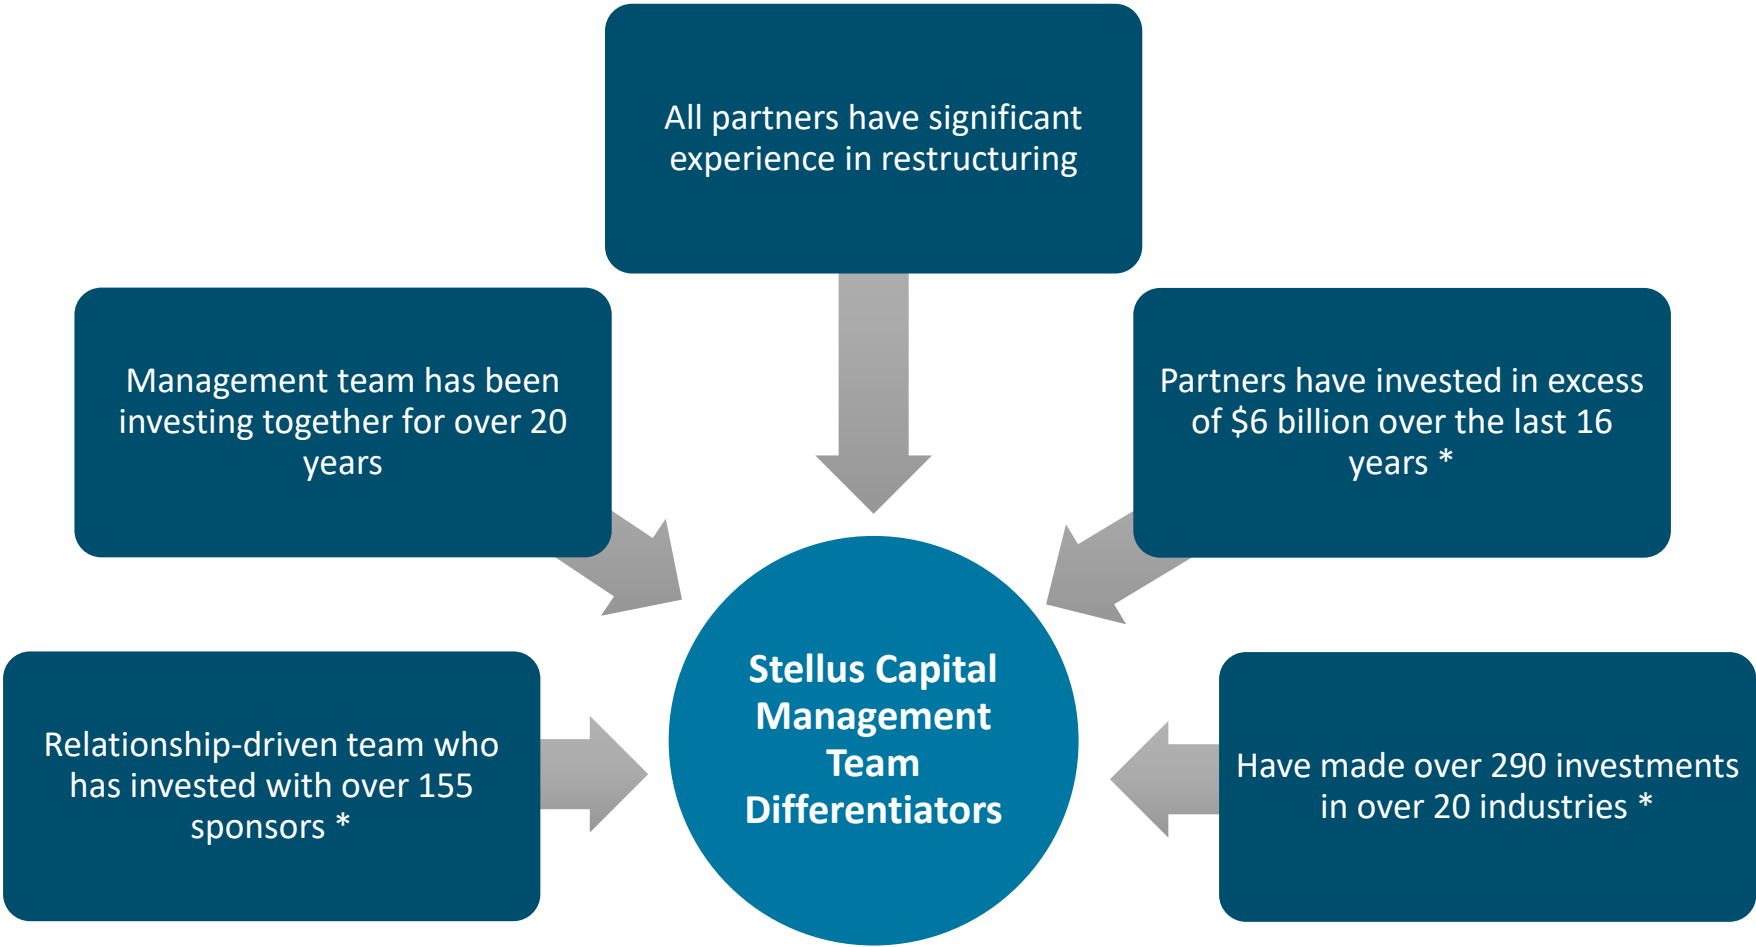 All partners have significant
experience in restructuring
Management team has been
investing together for over 20
years
Partners have invested in excess
of $6 billion over the last 16
years *
Relationship-driven team who
has invested with over 155
sponsors *
Stellus Capital
Management
Team
Differentiators
Have made over 290 investments
in over 20 industries *